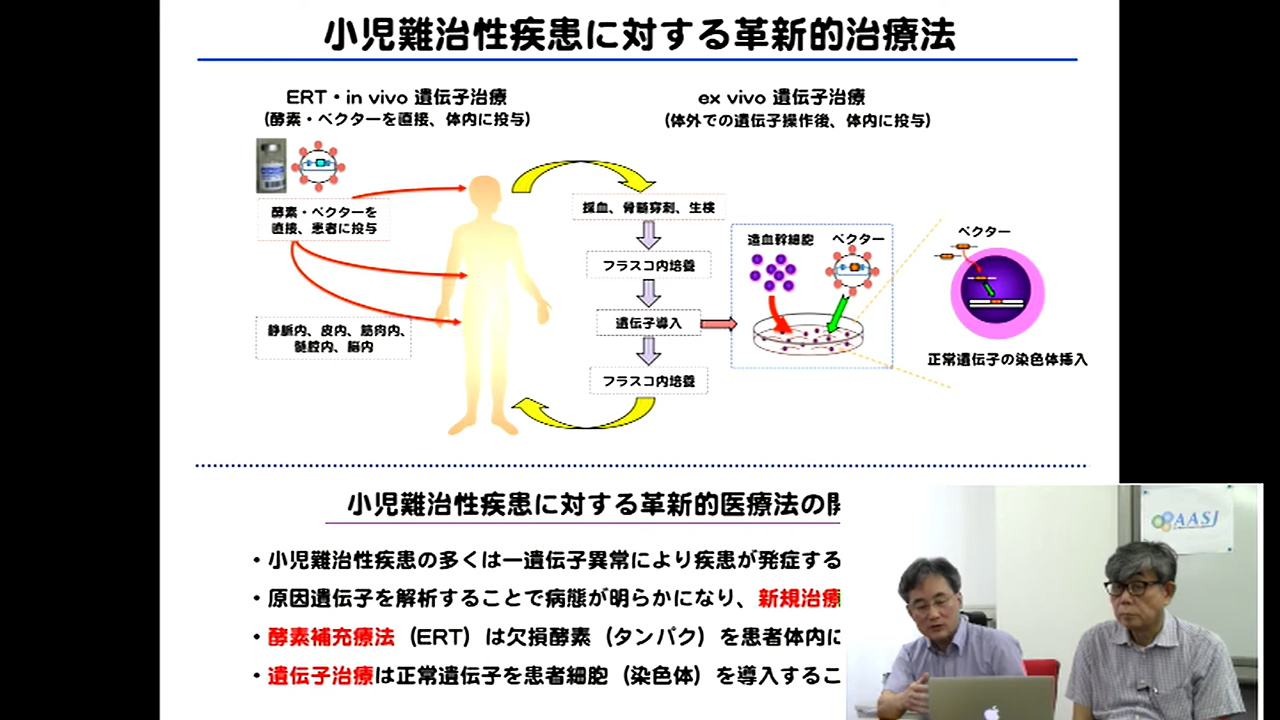 小児難治性疾患に対する革新的治療法
ERT・in vivo 遺伝子治療
(酵素・ベクターを直接、体内に投与)
ex vivo 遺伝子治療
(体外での遺伝子操作後、体内に投与)
酵素・ベクターを
直接、患者に投与
静脈内、皮内、筋肉内、
髄腔内、脳内
採血、骨髄穿刺、生検
フラスコ内培養
遺伝子導入
フラスコ内培養
造血幹細胞
ベクター
ベクター
正常遺伝子の染色体挿入
小児難治性疾患に対する革新的医療法の
・小児難治性疾患の多くは一遺伝子異常により疾患が発症する
・原因遺伝子を解析することで病態が明らかになり、新規治療
・酵素補充療法（ERT）は欠損酵素（タンパク）を患者体内に
・遺伝子治療は正常遺伝子を患者細胞（染色体）を導入するこ
AASJ